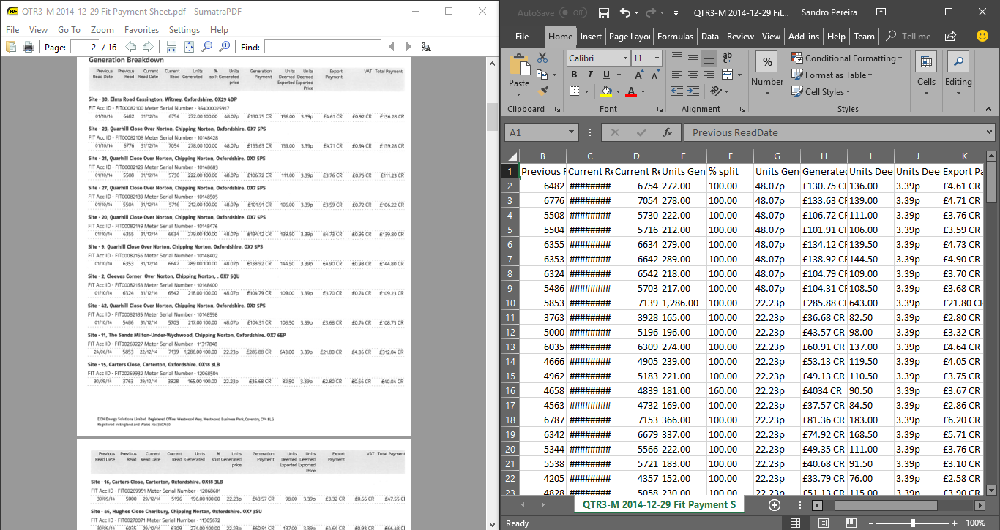 QTR3-M 2014-12-29 Fit Payment Sheet.pdf - SumatraPDF
File View Go To Zoom Favorites Settings Help
Page: 2 / 16 Find:
Generation Breakdown
Previous Read Date Previous Read Current Read Date Current Read Units Generated % split Units Generated Price Generation Payment Units Deemed Exported Units Deemed Exported Price Export Payment VAT Total Payment
Site - 30, Elms Road Cassington, Witney, Oxfordshire. OX29 4DP
FIT Acc ID - FIT00082100 Meter Serial Number - 364000025917
01/10/14 6482 31/12/14 6754 272.00 100.00 48.07p £130.75 CR 136.00 3.39p £4.61 CR £0.92 CR £136.28 CR
Site - 23, Quarhill Close Over Norton, Chipping Norton, Oxfordshire. OX7 5PS
FIT Acc ID - FIT00082108 Meter Serial Number - 10148428
01/10/14 6776 31/12/14 7054 278.00 100.00 48.07p £133.63 CR 139.00 3.39p £4.71 CR £0.94 CR £139.28 CR
Site - 21, Quarhill Close Over Norton, Chipping Norton, Oxfordshire. OX7 5PS
FIT Acc ID - FIT00082129 Meter Serial Number - 10148683
01/10/14 5508 31/12/14 5730 222.00 100.00 48.07p £106.72 CR 111.00 3.39p £3.76 CR £0.75 CR £111.23 CR
Site - 27, Quarhill Close Over Norton, Chipping Norton, Oxfordshire. OX7 5PS
FIT Acc ID - FIT00082139 Meter Serial Number - 10148505
01/10/14 5504 31/12/14 5716 212.00 100.00 48.07p £101.91 CR 106.00 3.39p £3.59 CR £0.72 CR £106.22 CR
Site - 20, Quarhill Close Over Norton, Chipping Norton, Oxfordshire. OX7 5PS
FIT Acc ID - FIT00082149 Meter Serial Number - 10148476
01/10/14 6355 31/12/14 6634 279.00 100.00 48.07p £134.12 CR 139.50 3.39p £4.73 CR £0.95 CR £139.80 CR
Site - 9, Quarhill Close Over Norton, Chipping Norton, Oxfordshire. OX7 5PS
FIT Acc ID - FIT00082156 Meter Serial Number - 10148402
01/10/14 6353 31/12/14 6642 289.00 100.00 48.07p £138.92 CR 144.50 3.39p £4.90 CR £0.98 CR £144.80 CR
Site - 2, Cleeves Corner Over Norton, Chipping Norton, . OX7 5QU
FIT Acc ID - FIT00082163 Meter Serial Number - 10148400
01/10/14 6324 31/12/14 6542 218.00 100.00 48.07p £104.79 CR 109.00 3.39p £3.70 CR £0.74 CR £109.23 CR
Site - 42, Quarhill Close Over Norton, Chipping Norton, Oxfordshire. OX7 5PS
FIT Acc ID - FIT00082185 Meter Serial Number - 10148598
01/10/14 5486 31/12/14 5703 217.00 100.00 48.07p £104.31 CR 108.50 3.39p £3.68 CR £0.74 CR £108.73 CR
Site - 11, The Sands Milton-Under-Wychwood, Chipping Norton, Oxfordshire. OX7 6EP
FIT Acc ID - FIT00269227 Meter Serial Number - 11317848
24/06/14 5853 22/12/14 7139 1,286.00 100.00 22.23p £285.88 CR 643.00 3.39p £21.80 CR £4.36 CR £312.04 CR
Site - 15, Carters Close, Carterton, Oxfordshire. OX18 3LB
FIT Acc ID - FIT00269932 Meter Serial Number - 12068504
30/09/14 3763 29/12/14 3928 165.00 100.00 22.23p £36.68 CR 82.50 3.39p £2.80 CR £0.56 CR £40.04 CR
E.ON Energy Solutions Limited Registered Office: Westwood Way, Westwood Business Park, Coventry, CV4 8LG
Registered in England and Wales No: 3407430
Previous Read Date Previous Read Current Read Date Current Read Units Generated % split Units Generated price Generation Payment Units Deemed Exported Units Deemed Exported Price Export Payment VAT Total Payment
Site - 16, Carters Close, Carterton, Oxfordshire. OX18 3LB
FIT Acc ID - FIT00269951 Meter Serial Number - 12068601
30/09/14 5000 29/12/14 5196 196.00 100.00 22.23p £43.57 CR 98.00 3.39p £3.32 CR £0.66 CR £47.55 C
Site - 46, Hughes Close Charlbury, Chipping Norton, Oxfordshire. OX7 3SU
FIT Acc ID - FIT00270071 Meter Serial Number - 11305672
30/09/14 6035 29/12/14 6309 274.00 100.00 22.23p £60.91 CR 137.00 3.39p £4.64 CR £0.93 CR £66.48 C
AutoSave Off QTR3-M 2014-12-29 Fit... Sandro Pereira
File Home Insert Page Layou Formulas Data Review View Add-ins Help Team Tell me
Paste Calibri 11 B I U A A ab % Number Conditional Formatting Format as Table Cell Styles Cells Editing
Clipboard Font Alignment Styles
A1 fx Previous ReadDate
B C D E F G H I J K
1 Previous F Current Re Current Re Units Gen % split Units Gen Generated Units Dee Units Dee Export Pa
2 6482 ######## 6754 272.00 100.00 48.07p £130.75 CF 136.00 3.39p £4.61 CR
3 6776 ######## 7054 278.00 100.00 48.07p £133.63 CF 139.00 3.39p £4.71 CR
4 5508 ######## 5730 222.00 100.00 48.07p £106.72 CF 111.00 3.39p £3.76 CR
5 5504 ######## 5716 212.00 100.00 48.07p £101.91 CF 106.00 3.39p £3.59 CR
6 6355 ######## 6634 279.00 100.00 48.07p £134.12 CF 139.50 3.39p £4.73 CR
7 6353 ######## 6642 289.00 100.00 48.07p £138.92 CF 144.50 3.39p £4.90 CR
8 6324 ######## 6542 218.00 100.00 48.07p £104.79 CF 109.00 3.39p £3.70 CR
9 5486 ######## 5703 217.00 100.00 48.07p £104.31 CF 108.50 3.39p £3.68 CR
10 5853 ######## 7139 1,286.00 100.00 22.23p £285.88 CF 643.00 3.39p £21.80 CR
11 3763 ######## 3928 165.00 100.00 22.23p £36.68 CR 82.50 3.39p £2.80 CR
12 5000 ######## 5196 196.00 100.00 22.23p £43.57 CR 98.00 3.39p £3.32 CR
13 6035 ######## 6309 274.00 100.00 22.23p £60.91 CR 137.00 3.39p £4.64 CR
14 4666 ######## 4905 239.00 100.00 22.23p £53.13 CR 119.50 3.39p £4.05 CR
15 4962 ######## 5183 221.00 100.00 22.23p £49.13 CR 110.50 3.39p £3.75 CR
16 4658 ######## 4839 181.00 160.00 22.23p £4034 CR 90.50 3.39p £3.67 CR
17 4563 ######## 4732 169.00 100.00 22.23p £37.57 CR 84.50 3.39p £2.86 CR
18 6787 ######## 7153 366.00 100.00 22.23p £81.36 CR 183.00 3.39p £6.20 CR
19 6342 ######## 6679 337.00 100.00 22.23p £74.92 CR 168.50 3.39p £5.71 CR
20 5344 ######## 5566 222.00 100.00 22.23p £49.35 CR 111.00 3.39p £3.76 CR
21 5538 ######## 5721 183.00 100.00 22.23p £40.68 CR 91.50 3.39p £3.10 CR
22 4205 ######## 4357 152.00 100.00 22.23p £33.79 CR 76.00 3.39p £2.58 CR
23 4828 ######## 5058 230.00 100.00 22.23p £51.13 CR 115.00 3.39p £3.90 CR
QTR3-M 2014-12-29 Fit Payment S
Ready 100%